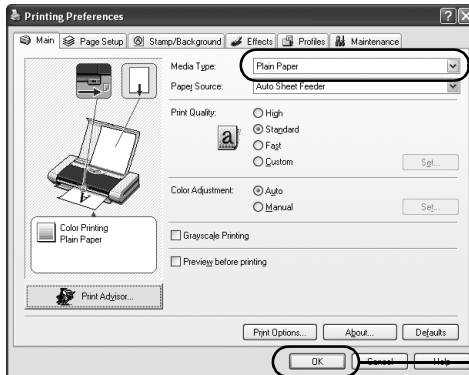 Printing Preferences
Main Page Setup Stamp/Background Effects Profiles Maintenance
Media Type: Plain Paper
Paper Source: Auto Sheet Feeder
Print Quality: High
Standard
Fast
Custom Set...
Color Adjustment: Auto
Manual Set...
Color Printing
Plain Paper
Grayscale Printing
Preview before printing
Print Advisor...
Print Options... About... Defaults
OK Cancel Help